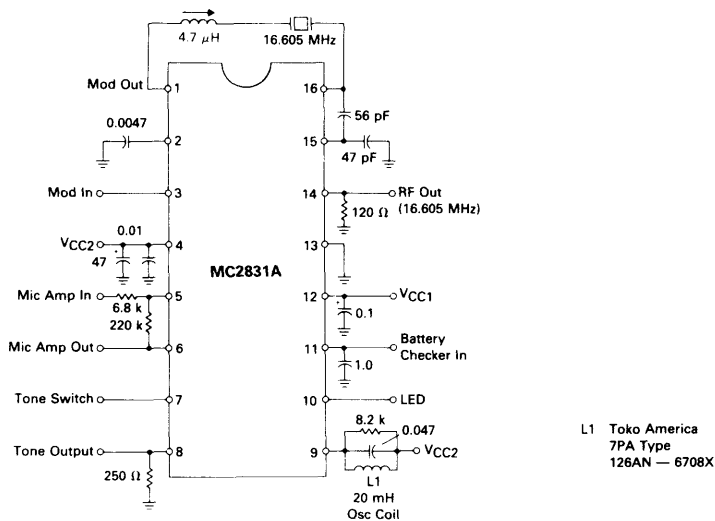 4.7 μH
16.605 MHz
Mod Out
1
16
56 pF
0.0047
2
15
47 pF
Mod In
3
14
RF Out
(16.605 MHz)
120 Ω
VCC2
0.01
47
4
13
MC2831A
Mic Amp In
5
12
VCC1
6.8 k
220 k
0.1
Mic Amp Out
6
11
Battery
Checker In
1.0
Tone Switch
7
10
LED
8.2 k
0.047
Tone Output
8
9
VCC2
250 Ω
L1
20 mH
Osc Coil
L1 Toko America
7PA Type
126AN — 6708X